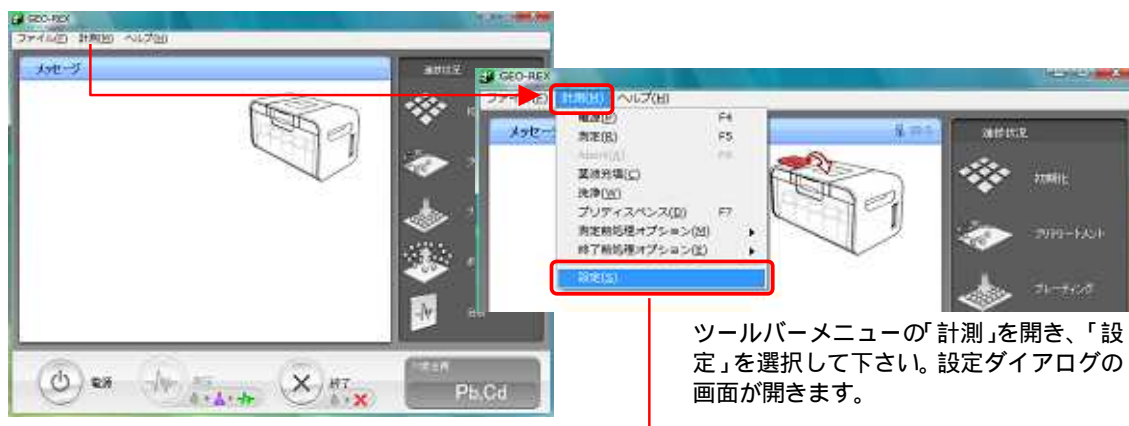 GEO-REX
ファイル(F) 計測(M) ヘルプ(H)
メッセージ
進捗状況
電源
終了
Pb.Cd
GEO-REX
計測(M) ヘルプ(H)
電源(P) F4
測定(R) F5
薬液充填(C)
洗浄(W)
プリディスペンス(D) F7
測定前処理オプション(M)
終了前処理オプション(E)
設定(S)
進捗状況
初期化
プリトリートメント
プレーティング
ツールバーメニューの「計測」を開き、「設
定」を選択して下さい。設定ダイアログの
画面が開きます。